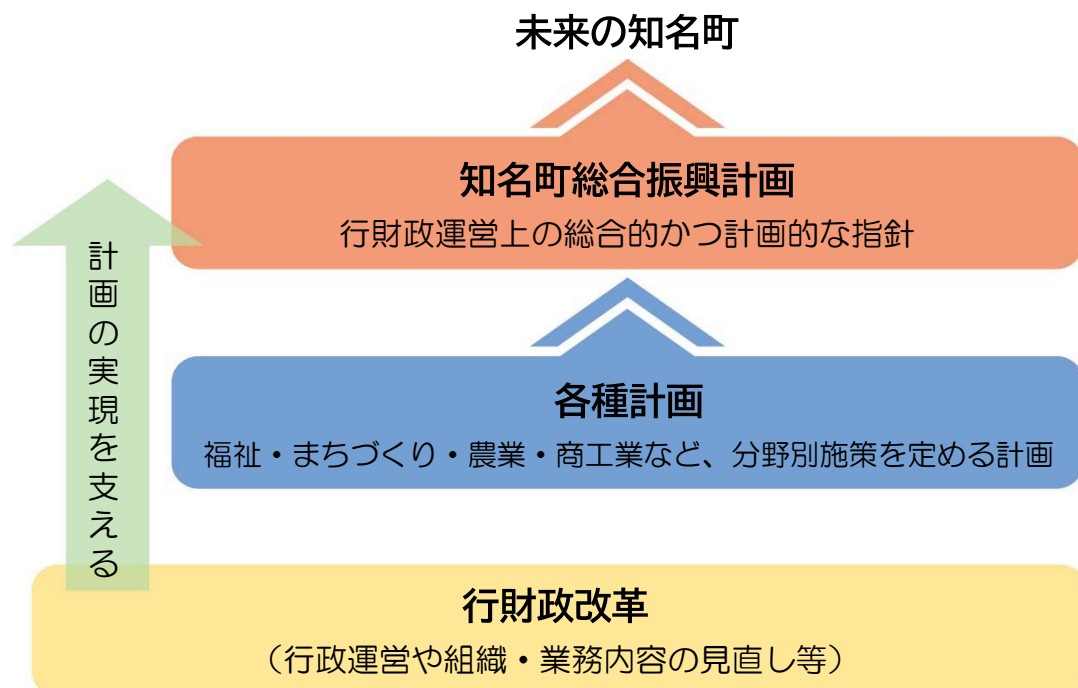 未来の知名町
知名町総合振興計画
行財政運営上の総合的かつ計画的な指針
計画の実現を支える
各種計画
福祉・まちづくり・農業・商工業など、分野別施策を定める計画
行財政改革
（行政運営や組織・業務内容の見直し等）